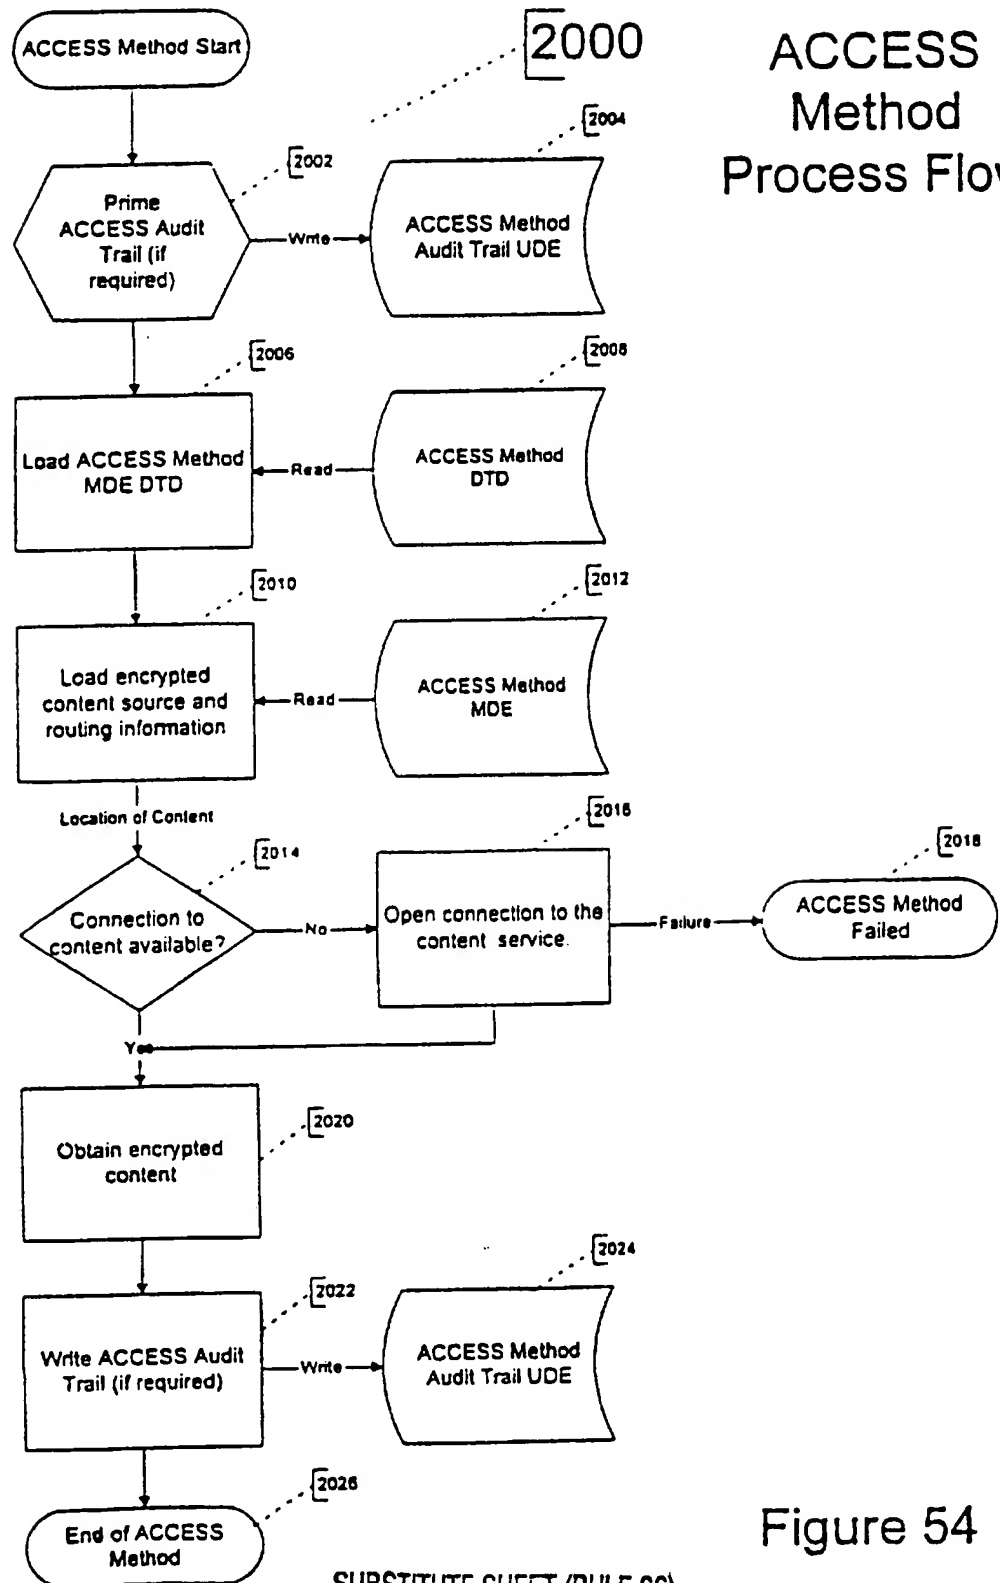 ACCESS Method Start
2000
ACCESS
Method
Process Flow
2002
2004
Prime
ACCESS Audit
Trail (if
required)
Write
ACCESS Method
Audit Trail UDE
2006
2008
Load ACCESS Method
MDE DTD
Read
ACCESS Method
DTD
2010
2012
Load encrypted
content source and
routing information
Read
ACCESS Method
MDE
Location of Content
2014
2016
2018
Connection to
content available?
No
Open connection to the
content service.
Failure
ACCESS Method
Failed
2020
Obtain encrypted
content
2022
2024
Write ACCESS Audit
Trail (if required)
Write
ACCESS Method
Audit Trail UDE
2026
End of ACCESS
Method
Figure 54
SUBSTITUTE SHEET (RULE 26)